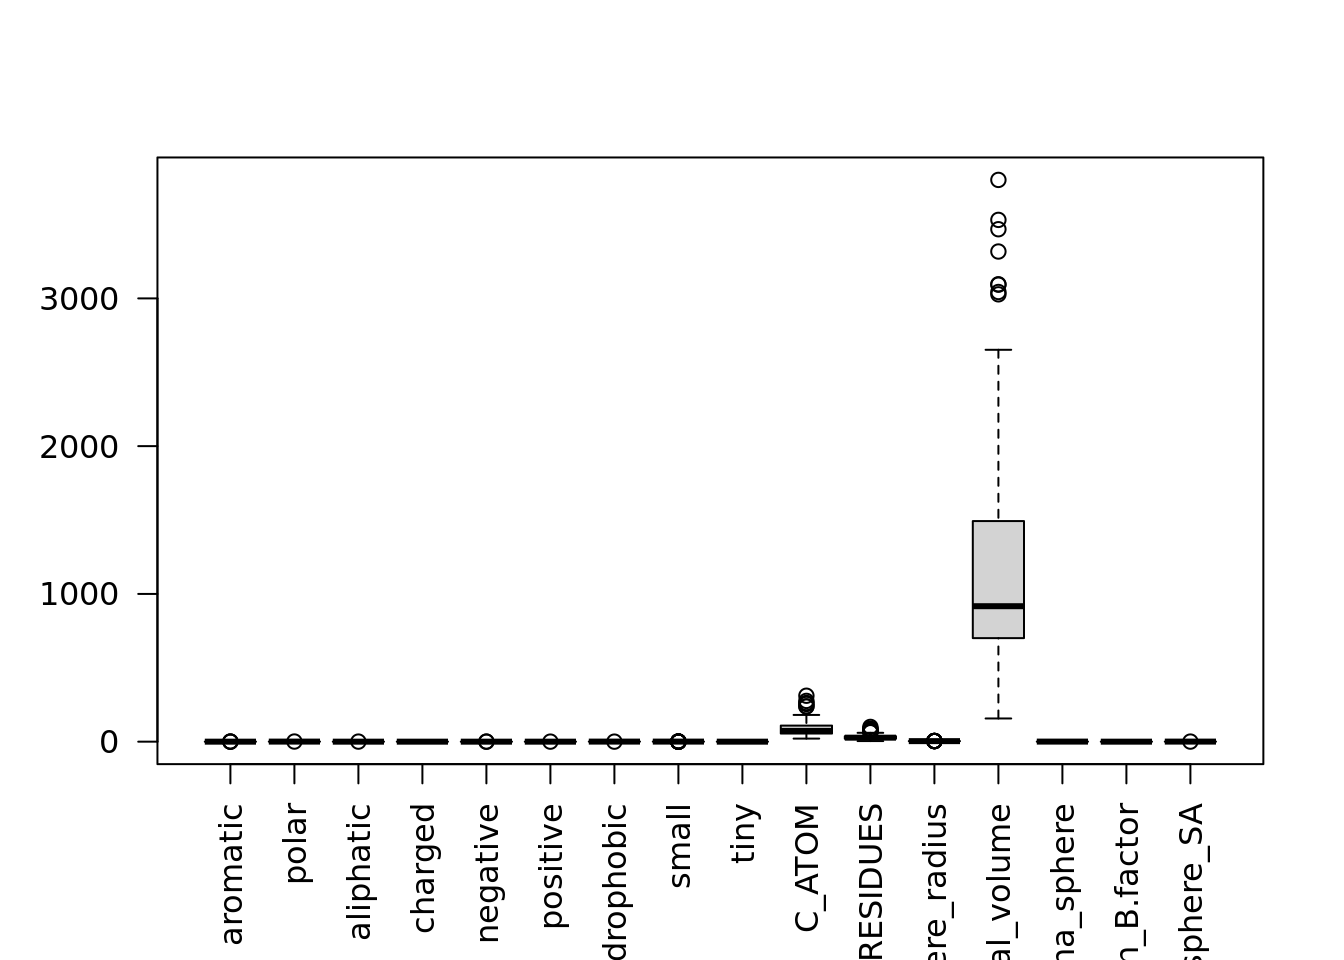 3000
2000
1000
0
aromatic
polar
aliphatic
charged
negative
positive
drophobic
small
tiny
C_ATOM
RESIDUES
ere_radius
al_volume
na_sphere
n_B.factor
sphere_SA